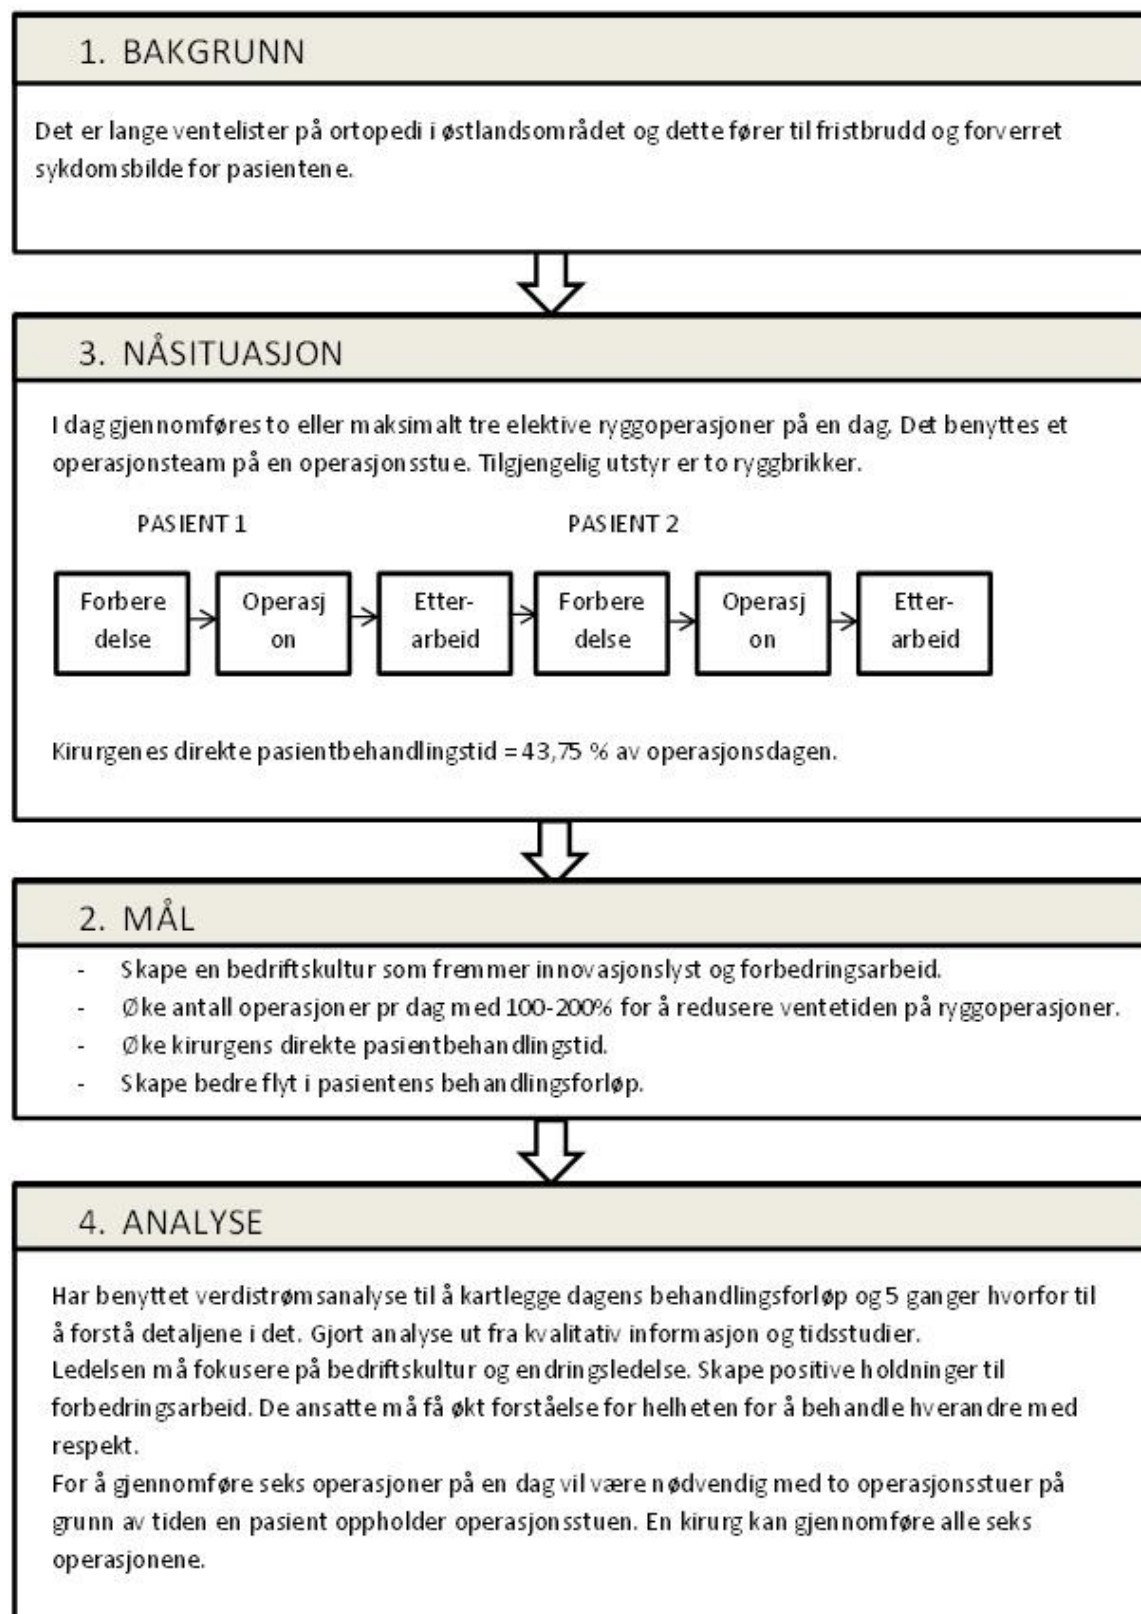 1. BAKGRUNN
Det er lange ventelister på ortopedi i østlandsområdet og dette fører til fristbrudd og forverret
sykdomsbilde for pasientene.
3. NÅSITUASJON
I dag gjennomføres to eller maksimalt tre elektive ryggoperasjoner på en dag. Det benyttes et
operasjonsteam på en operasjonsstue. Tilgjengelig utstyr er to ryggbrikker.
PASIENT 1
PASIENT 2
Forbere
delse
Operasj
on
Etter-
arbeid
Forbere
delse
Operasj
on
Etter-
arbeid
Kirurgenes direkte pasientbehandlingstid = 43,75 % av operasjonsdagen.
2. MÅL
- Skape en bedriftskultur som fremmer innovasjonslyst og forbedringsarbeid.
- Øke antall operasjoner pr dag med 100-200% for å redusere ventetiden på ryggoperasjoner.
- Øke kirurgens direkte pasientbehandlingstid.
- Skape bedre flyt i pasientens behandlingsforløp.
4. ANALYSE
Har benyttet verdistrømsanalyse til å kartlegge dagens behandlingsforløp og 5 ganger hvorfor til
å forstå detaljene i det. Gjort analyse ut fra kvalitativ informasjon og tidsstudier.
Ledelsen må fokusere på bedriftskultur og endringsledelse. Skape positive holdninger til
forbedringsarbeid. De ansatte må få økt forståelse for helheten for å behandle hverandre med
respekt.
For å gjennomføre seks operasjoner på en dag vil være nødvendig med to operasjonsstuer på
grunn av tiden en pasient oppholder operasjonsstuen. En kirurg kan gjennomføre alle seks
operasjonene.